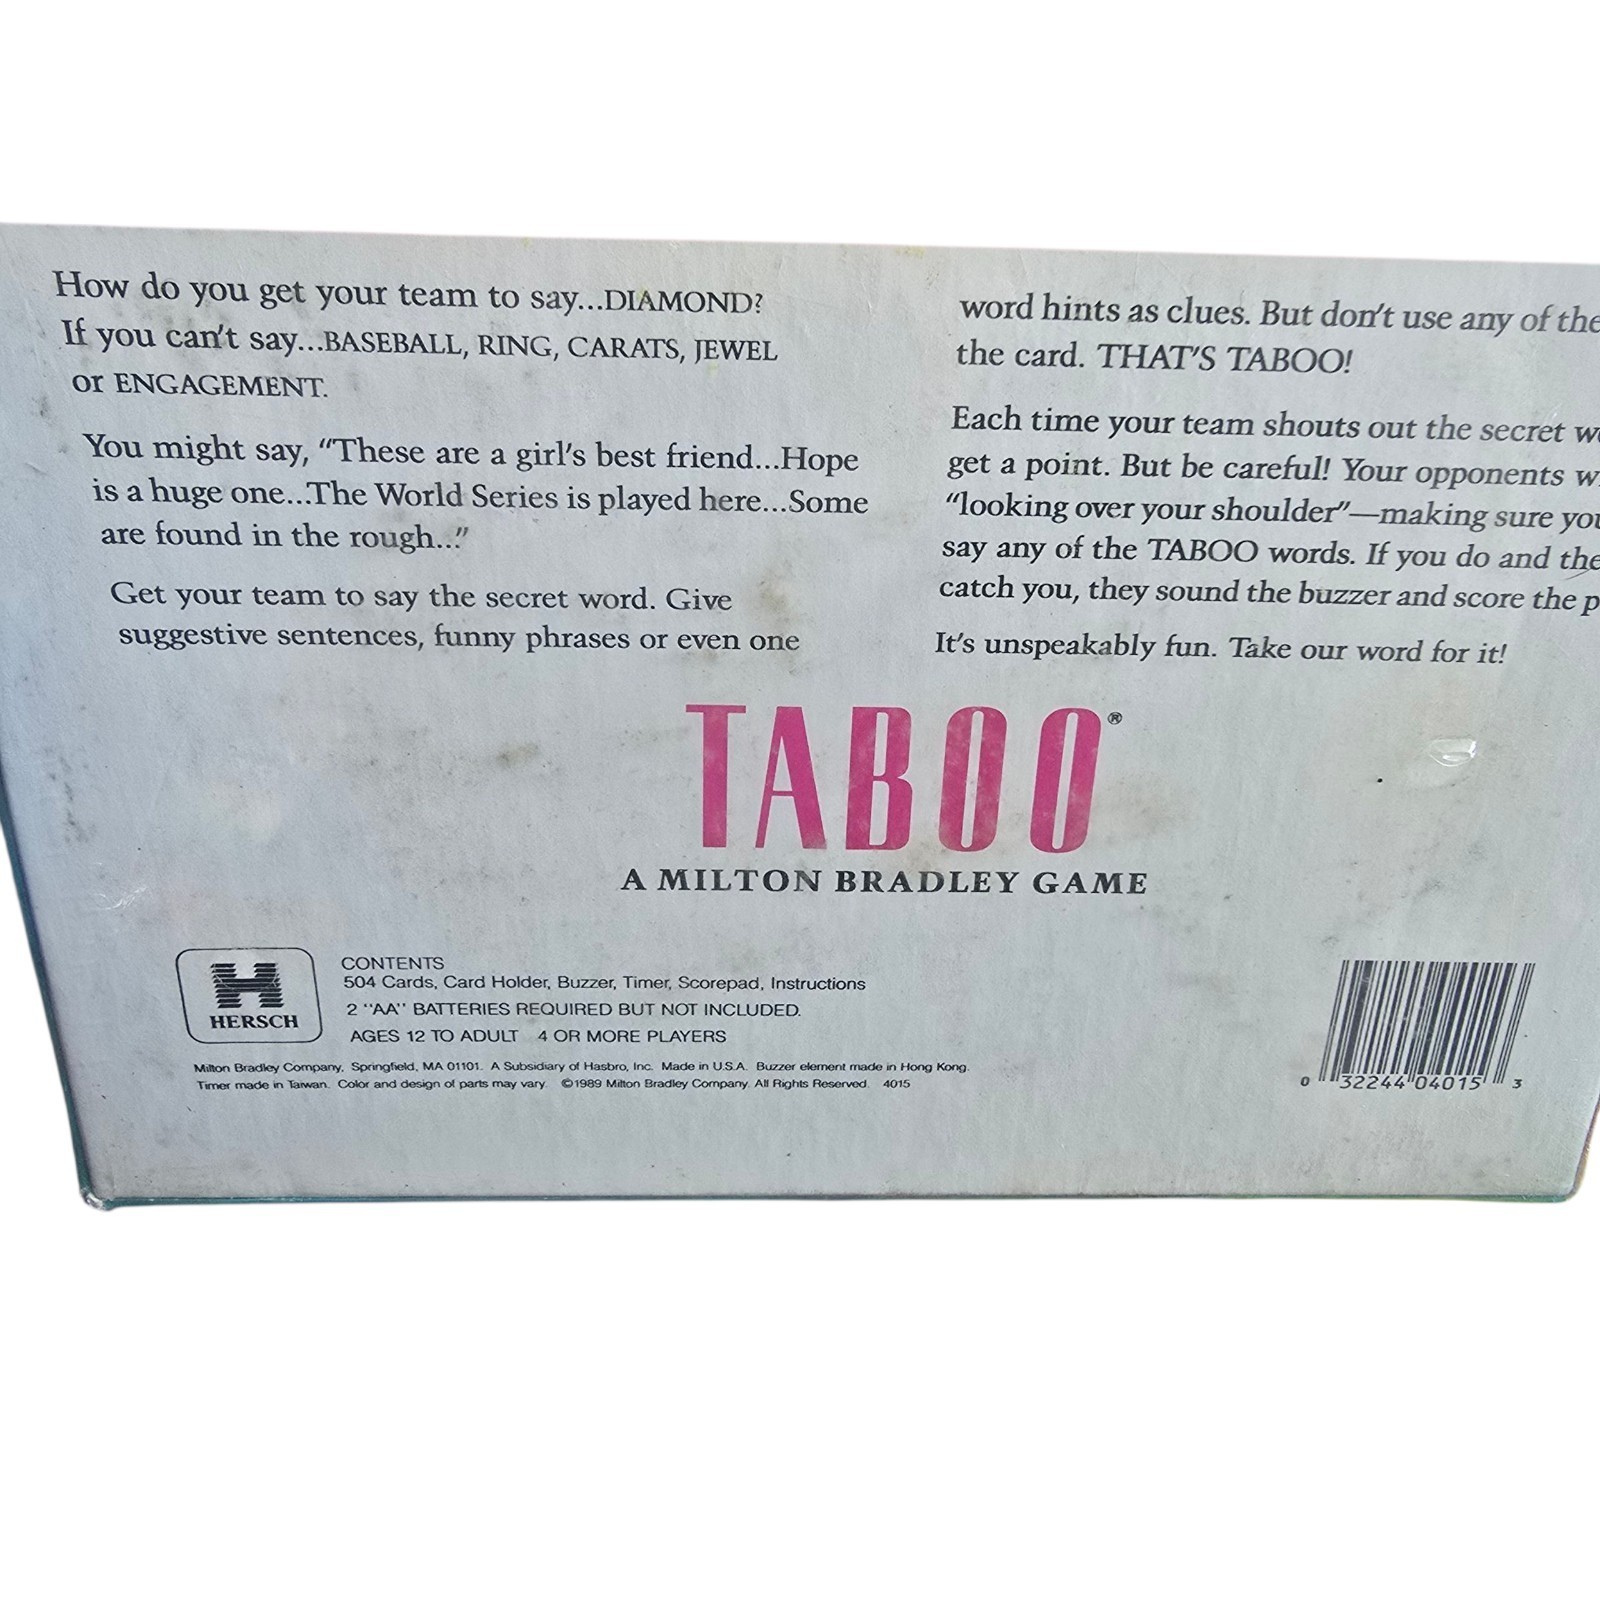 How do you get your team to say...DIAMOND?
If you can't say...BASEBALL, RING, CARATS, JEWEL
or ENGAGEMENT.
You might say, “These are a girl's best friend...Hope
is a huge one...The World Series is played here...Some
are found in the rough...”
Get your team to say the secret word. Give
suggestive sentences, funny phrases or even one
word hints as clues. But don't use any of the
the card. THAT'S TABOO!
Each time your team shouts out the secret
get a point. But be careful! Your opponents
“looking over your shoulder”—making sure
say any of the TABOO words. If you do and
catch you, they sound the buzzer and score the
It's unspeakably fun. Take our word for it!
TABOO®
A MILTON BRADLEY GAME
H
HERSCH
CONTENTS
504 Cards, Card Holder, Buzzer, Timer, Scorepad, Instructions
2 “AA” BATTERIES REQUIRED BUT NOT INCLUDED.
AGES 12 TO ADULT 4 OR MORE PLAYERS
Milton Bradley Company, Springfield, MA 01101. A Subsidiary of Hasbro, Inc. Made in U.S.A. Buzzer element made in Hong Kong.
Timer made in Taiwan. Color and design of parts may vary. ©1989 Milton Bradley Company. All Rights Reserved. 4015
0 32244 04015 3